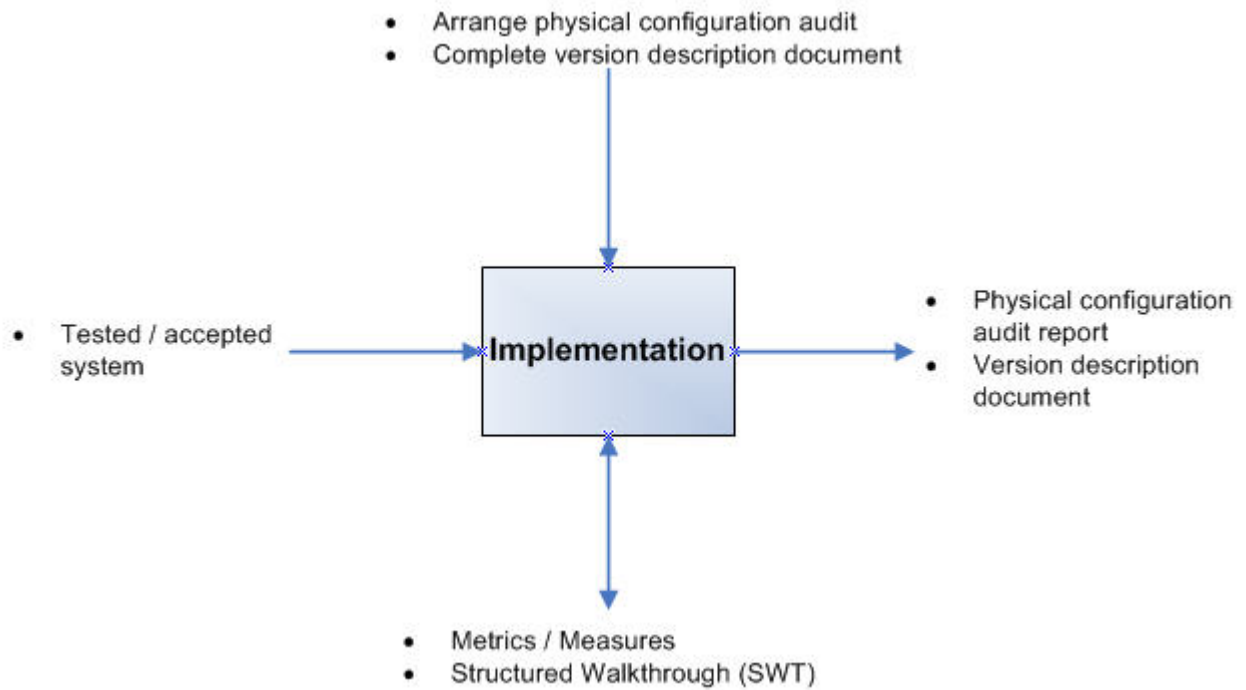 • Arrange physical configuration audit
• Complete version description document
• Tested / accepted
system
Implementation
• Physical configuration
audit report
• Version description
document
• Metrics / Measures
• Structured Walkthrough (SWT)